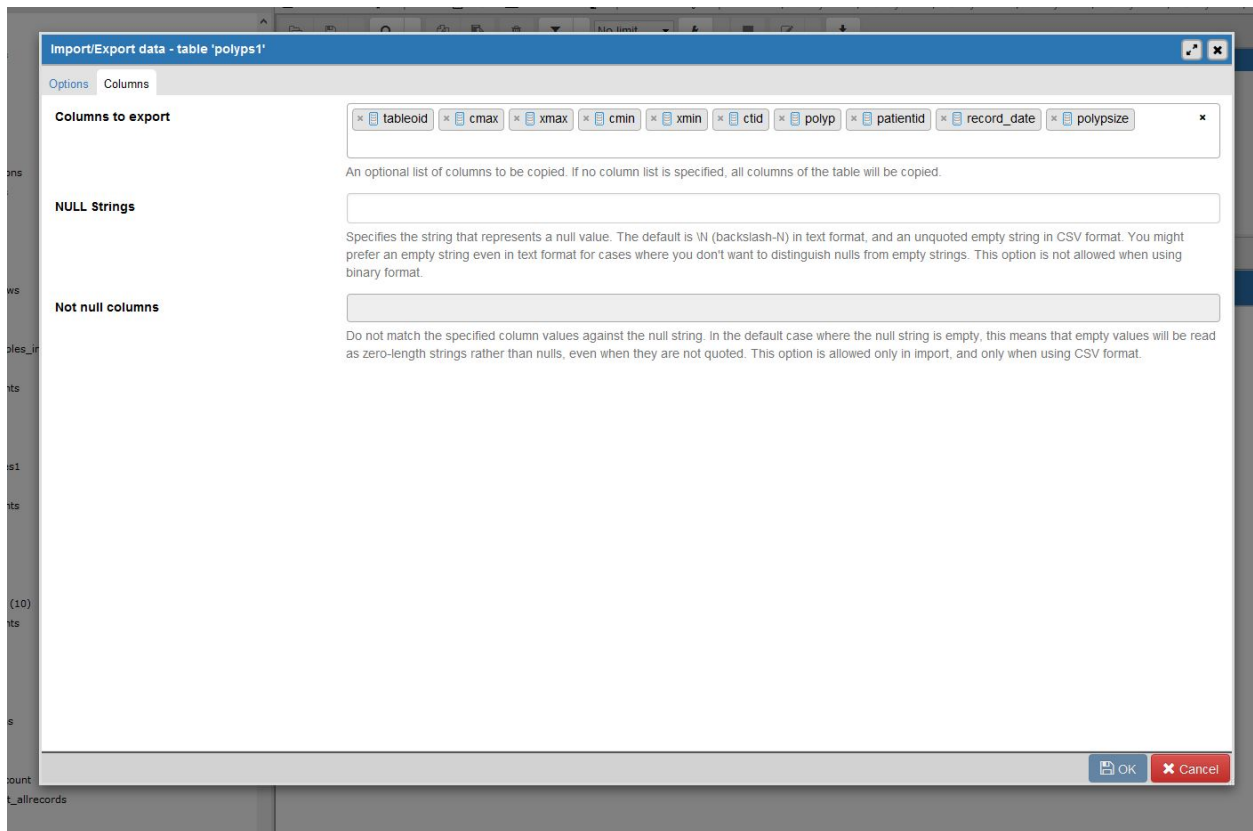 No limit
Import/Export data - table 'polyps1'
Options Columns
Columns to export
× tableoid × cmax × xmax × cmin × xmin × ctid × polyp × patientid × record_date × polypsize ×
An optional list of columns to be copied. If no column list is specified, all columns of the table will be copied.
NULL Strings
Specifies the string that represents a null value. The default is \N (backslash-N) in text format, and an unquoted empty string in CSV format. You might
prefer an empty string even in text format for cases where you don't want to distinguish nulls from empty strings. This option is not allowed when using
binary format.
Not null columns
Do not match the specified column values against the null string. In the default case where the null string is empty, this means that empty values will be read
as zero-length strings rather than nulls, even when they are not quoted. This option is allowed only in import, and only when using CSV format.
ons
ws
bles_in
nts
es1
nts
(10)
nts
s
ount
t_allrecords
OK Cancel